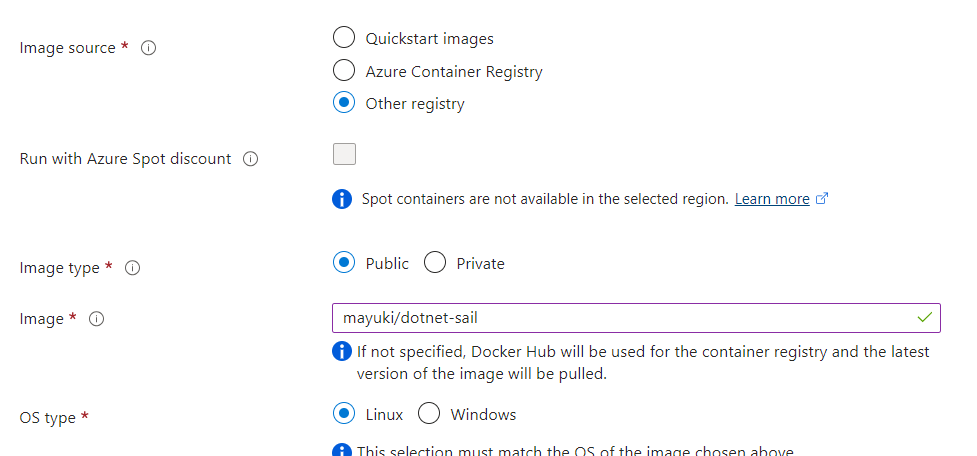 Image source *
Quickstart images
Azure Container Registry
Other registry
Run with Azure Spot discount
Spot containers are not available in the selected region. Learn more
Image type *
Public Private
Image *
mayuki/dotnet-sail
If not specified, Docker Hub will be used for the container registry and the latest
version of the image will be pulled.
OS type *
Linux Windows
This selection must match the OS of the image chosen above.